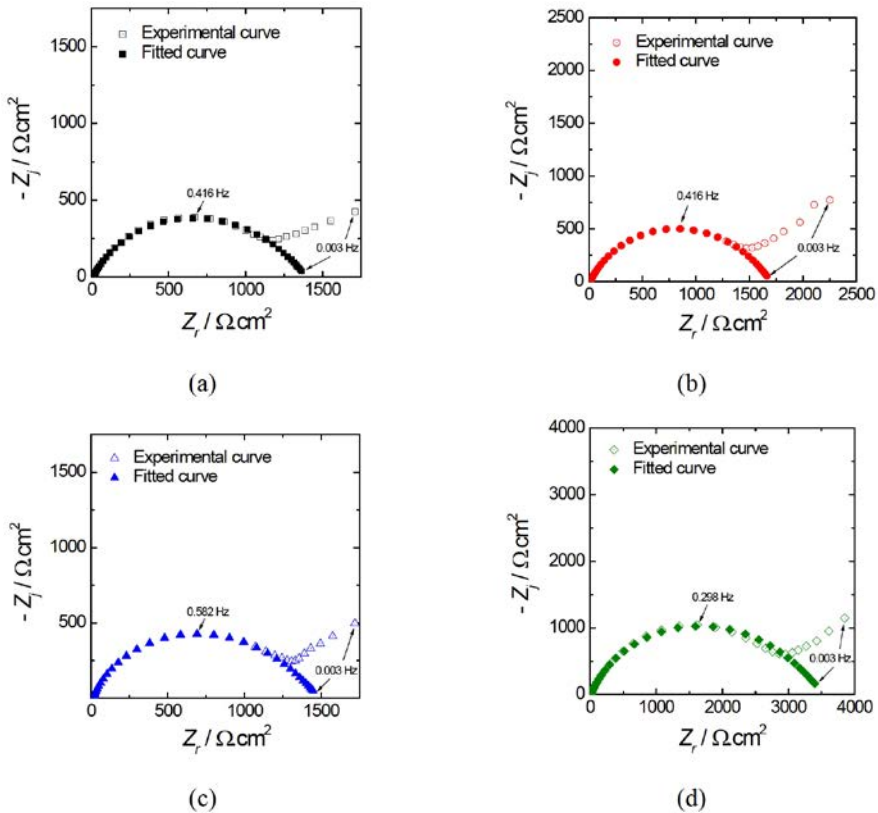 1500
1000
500
0
0 500 1000 1500
- Z_j / Ωcm²
Z_r / Ωcm²
Experimental curve
Fitted curve
0.416 Hz
0.003 Hz
(a)
2500
2000
1500
1000
500
0
0 500 1000 1500 2000 2500
- Z_j / Ωcm²
Z_r / Ωcm²
Experimental curve
Fitted curve
0.416 Hz
0.003 Hz
(b)
1500
1000
500
0 500 1000 1500
- Z_j / Ωcm²
Z_r / Ωcm²
Experimental curve
Fitted curve
0.582 Hz
0.003 Hz
(c)
4000
3000
2000
1000
0
0 1000 2000 3000 4000
- Z_j / Ωcm²
Z_r / Ωcm²
Experimental curve
Fitted curve
0.298 Hz
0.003 Hz
(d)